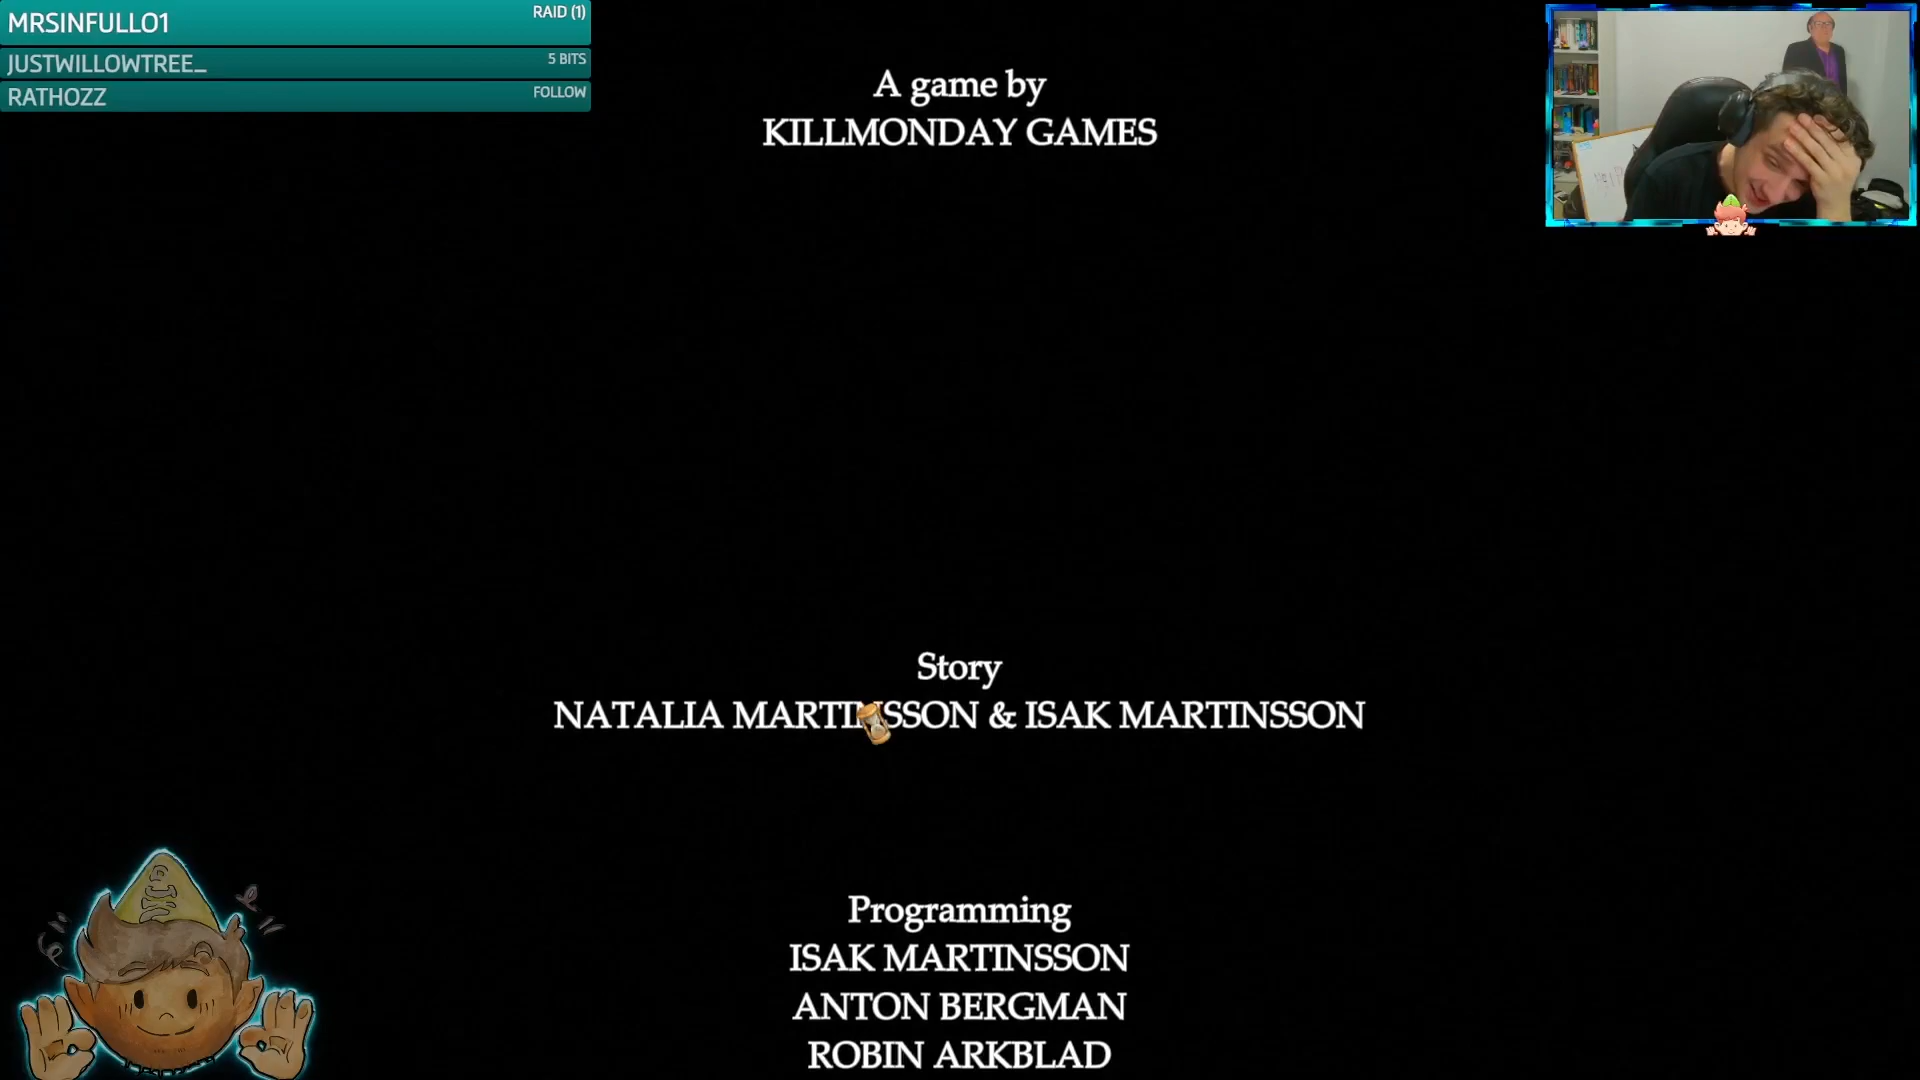 MRSINFULLO1
RAID (1)
JUSTWILLOWTREE_
5 BITS
RATHOZZ
FOLLOW
A game by
KILLMONDAY GAMES
Story
NATALIA MARTINSSON & ISAK MARTINSSON
Programming
ISAK MARTINSSON
ANTON BERGMAN
ROBIN ARKBLAD